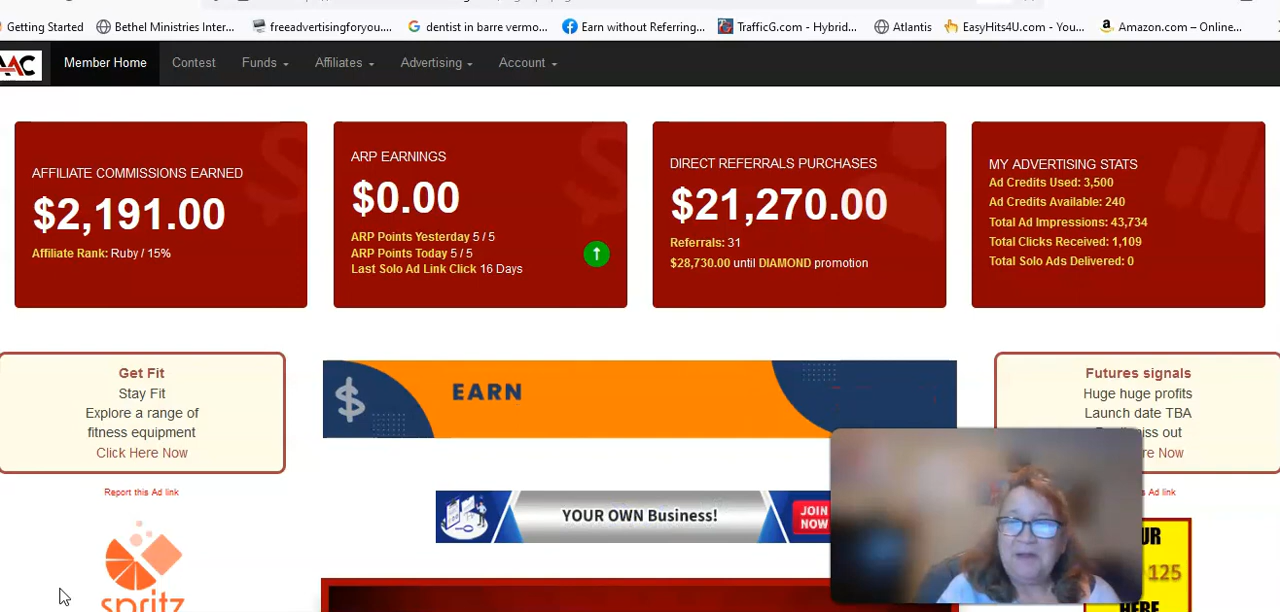 Getting Started
Bethel Ministries Inter...
freeadvertisingforyou....
dentist in barre vermo...
Earn without Referring...
TrafficG.com - Hybrid...
Atlantis
EasyHits4U.com - You...
Amazon.com – Online...
AAC
Member Home
Contest
Funds
Affiliates
Advertising
Account
AFFILIATE COMMISSIONS EARNED
$2,191.00
Affiliate Rank: Ruby / 15%
ARP EARNINGS
$0.00
ARP Points Yesterday 5 / 5
ARP Points Today 5 / 5
Last Solo Ad Link Click 16 Days
DIRECT REFERRALS PURCHASES
$21,270.00
Referrals: 31
$28,730.00 until DIAMOND promotion
MY ADVERTISING STATS
Ad Credits Used: 3,500
Ad Credits Available: 240
Total Ad Impressions: 43,734
Total Clicks Received: 1,109
Total Solo Ads Delivered: 0
Get Fit
Stay Fit
Explore a range of
fitness equipment
Click Here Now
Report this Ad link
spritz
$ EARN
YOUR OWN Business!
JOIN
NOW
Futures signals
Huge huge profits
Launch date TBA
out
Now
Ad link
125
HERE